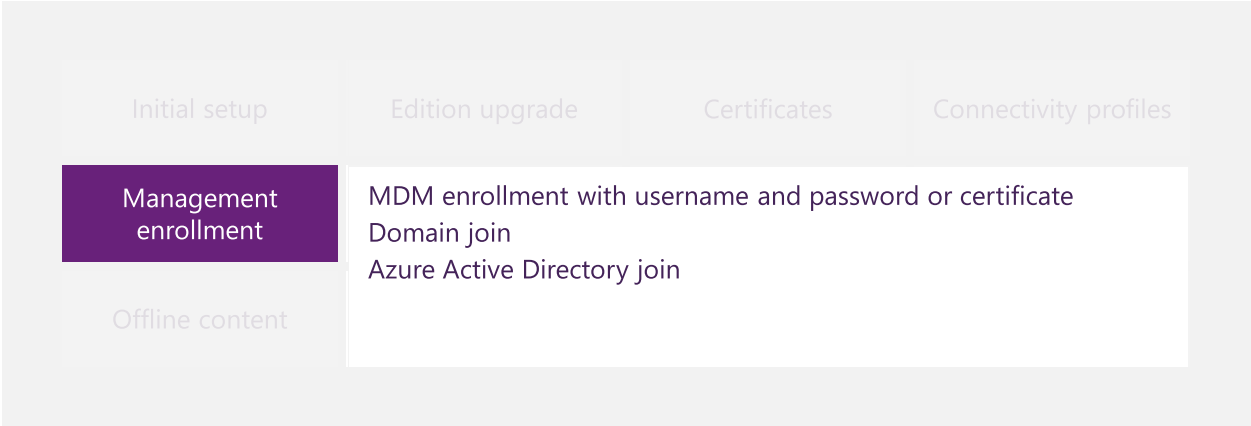 Initial setup
Edition upgrade
Certificates
Connectivity profiles
Management
enrollment
MDM enrollment with username and password or certificate
Domain join
Azure Active Directory join
Offline content